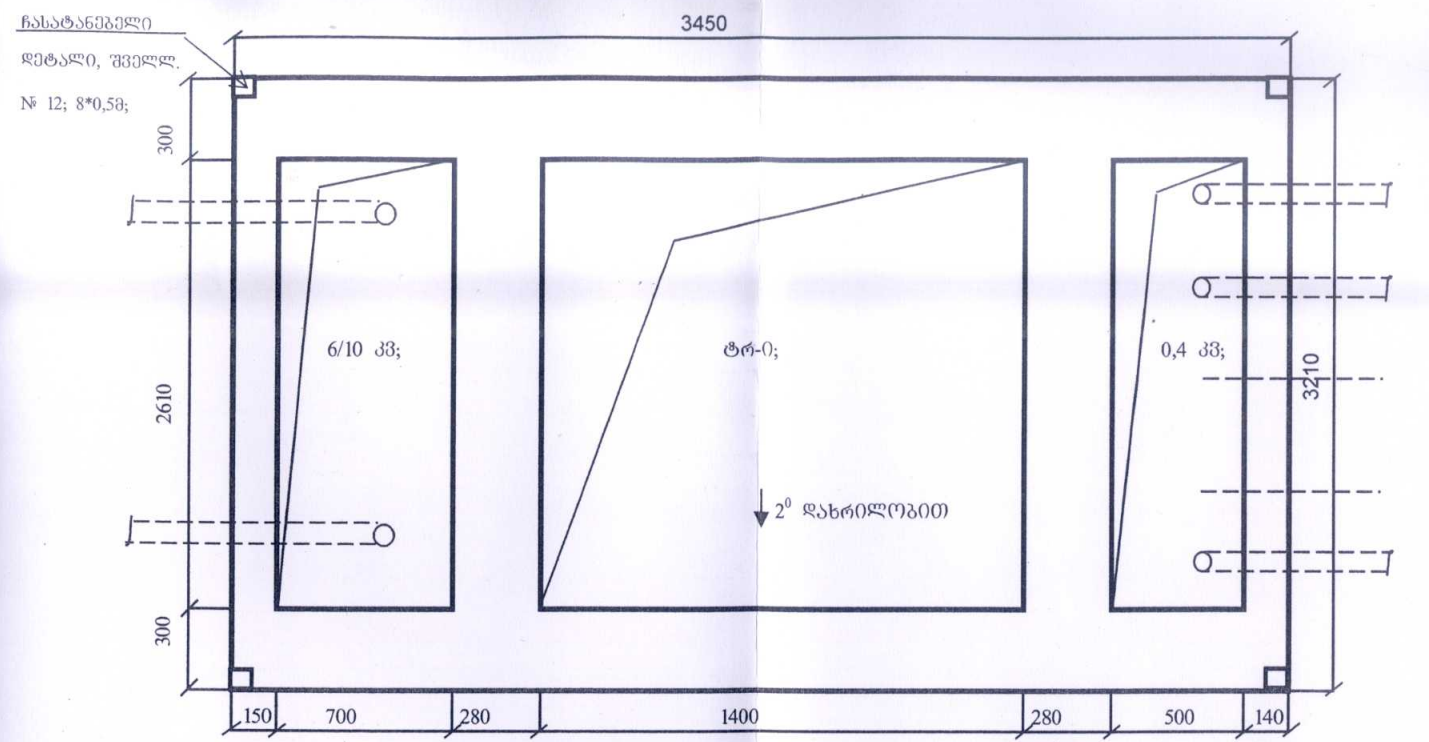 ჩასატანებელი
დეტალი, შველლ.
№ 12; 8*0,5მ;
3450
300
2610
300
6/10 კვ;
ტრ-ი;
0,4 კვ;
3210
2⁰ დახრილობით
150 700 280 1400 280 500 140